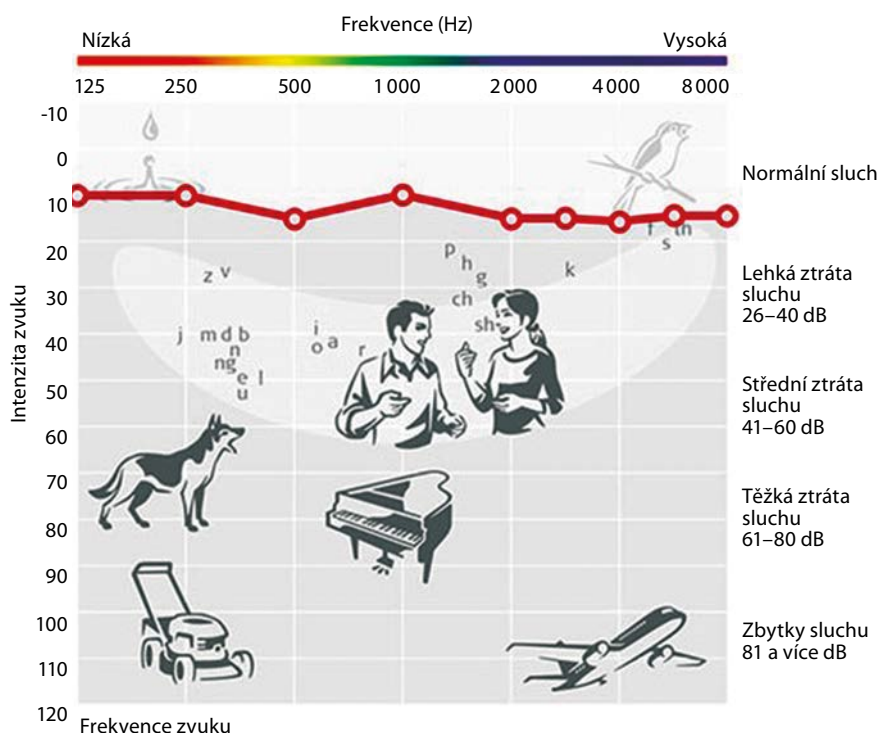 Frekvence (Hz)
Nízká Vysoká
125 250 500 1 000 2 000 4 000 8 000
-10
0
Normální sluch
10
f th
s
20
p
h
z v g k
Lehká ztráta
sluchu
26–40 dB
30
ch
i sh
j m d b
40
o a r
n
ng
e l
u
Střední ztráta
sluchu
41–60 dB
50
60
70
Těžká ztráta
sluchu
61–80 dB
80
90
100
Zbytky sluchu
81 a více dB
110
120
Intenzita zvuku
Frekvence zvuku